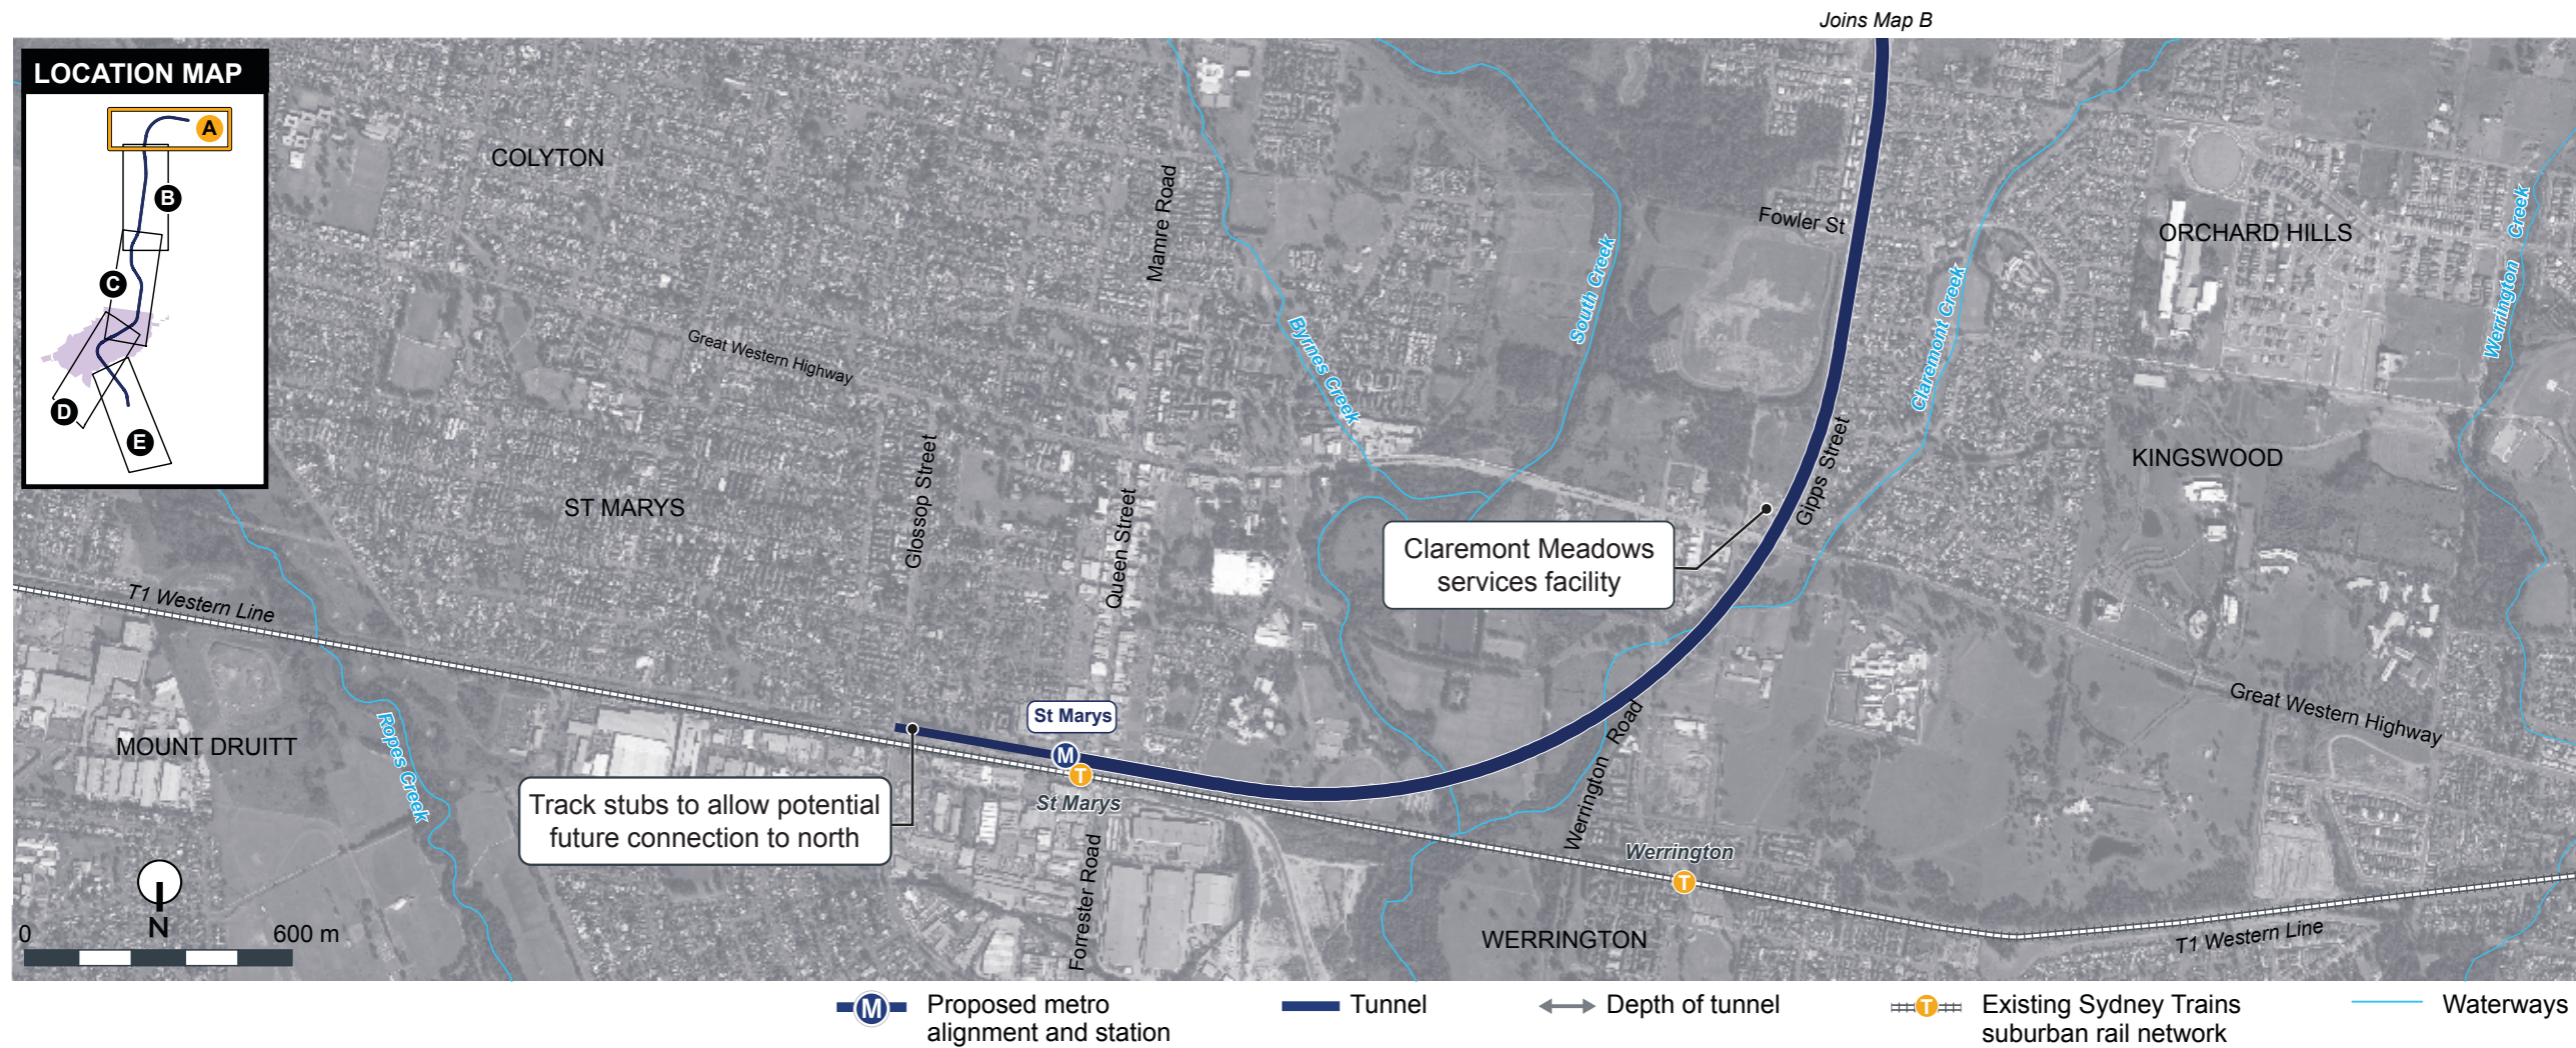 Joins Map B
LOCATION MAP
A
B
C
D
E
COLYTON
Mamre Road
Fowler St
ORCHARD HILLS
Werrington Creek
South Creek
Claremont Creek
Byrnes Creek
Great Western Highway
Glossop Street
Gipps Street
KINGSWOOD
ST MARYS
Queen Street
Claremont Meadows
services facility
T1 Western Line
Great Western Highway
MOUNT DRUITT
Ropes Creek
St Marys
M
T
St Marys
Werrington Road
Track stubs to allow potential
future connection to north
Forrester Road
Werrington
T
WERRINGTON
T1 Western Line
N
0 600 m
M Proposed metro
alignment and station
Tunnel
Depth of tunnel
T Existing Sydney Trains
suburban rail network
Waterways